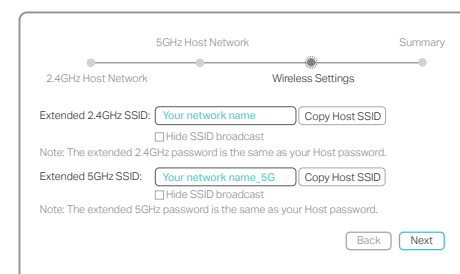 5GHz Host Network Summary
2.4GHz Host Network Wireless Settings
Extended 2.4GHz SSID: Your network name Copy Host SSID
Hide SSID broadcast
Note: The extended 2.4GHz password is the same as your Host password.
Extended 5GHz SSID: Your network name_5G Copy Host SSID
Hide SSID broadcast
Note: The extended 5GHz password is the same as your Host password.
Back Next